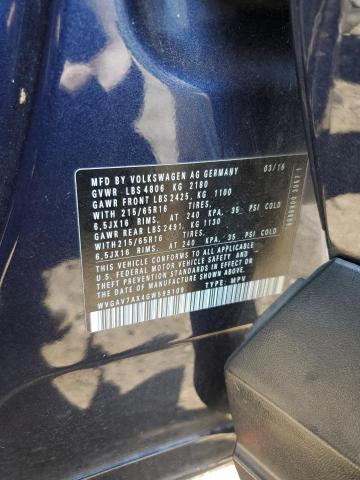 MFD. BY VOLKSWAGEN AG GERMANY 03/16
GVWR LBS 4806 KG 2180
GAWR FRONT LBS 2425, KG 1100
WITH 215/65R16 TIRES,
6,5JX16 RIMS, AT 240 KPA, 35 PSI COLD
GAWR REAR LBS 2491, KG 1130
WITH 215/65R16 TIRES,
6,5JX16 RIMS, AT 240 KPA, 35 PSI COLD
THIS VEHICLE CONFORMS TO ALL APPLICABLE
U.S. FEDERAL MOTOR VEHICLE SAFETY AND
THEFT PREVENTION STANDARDS IN EFFECT ON
THE DATE OF MANUFACTURE SHOWN ABOVE.
TYPE: MPV